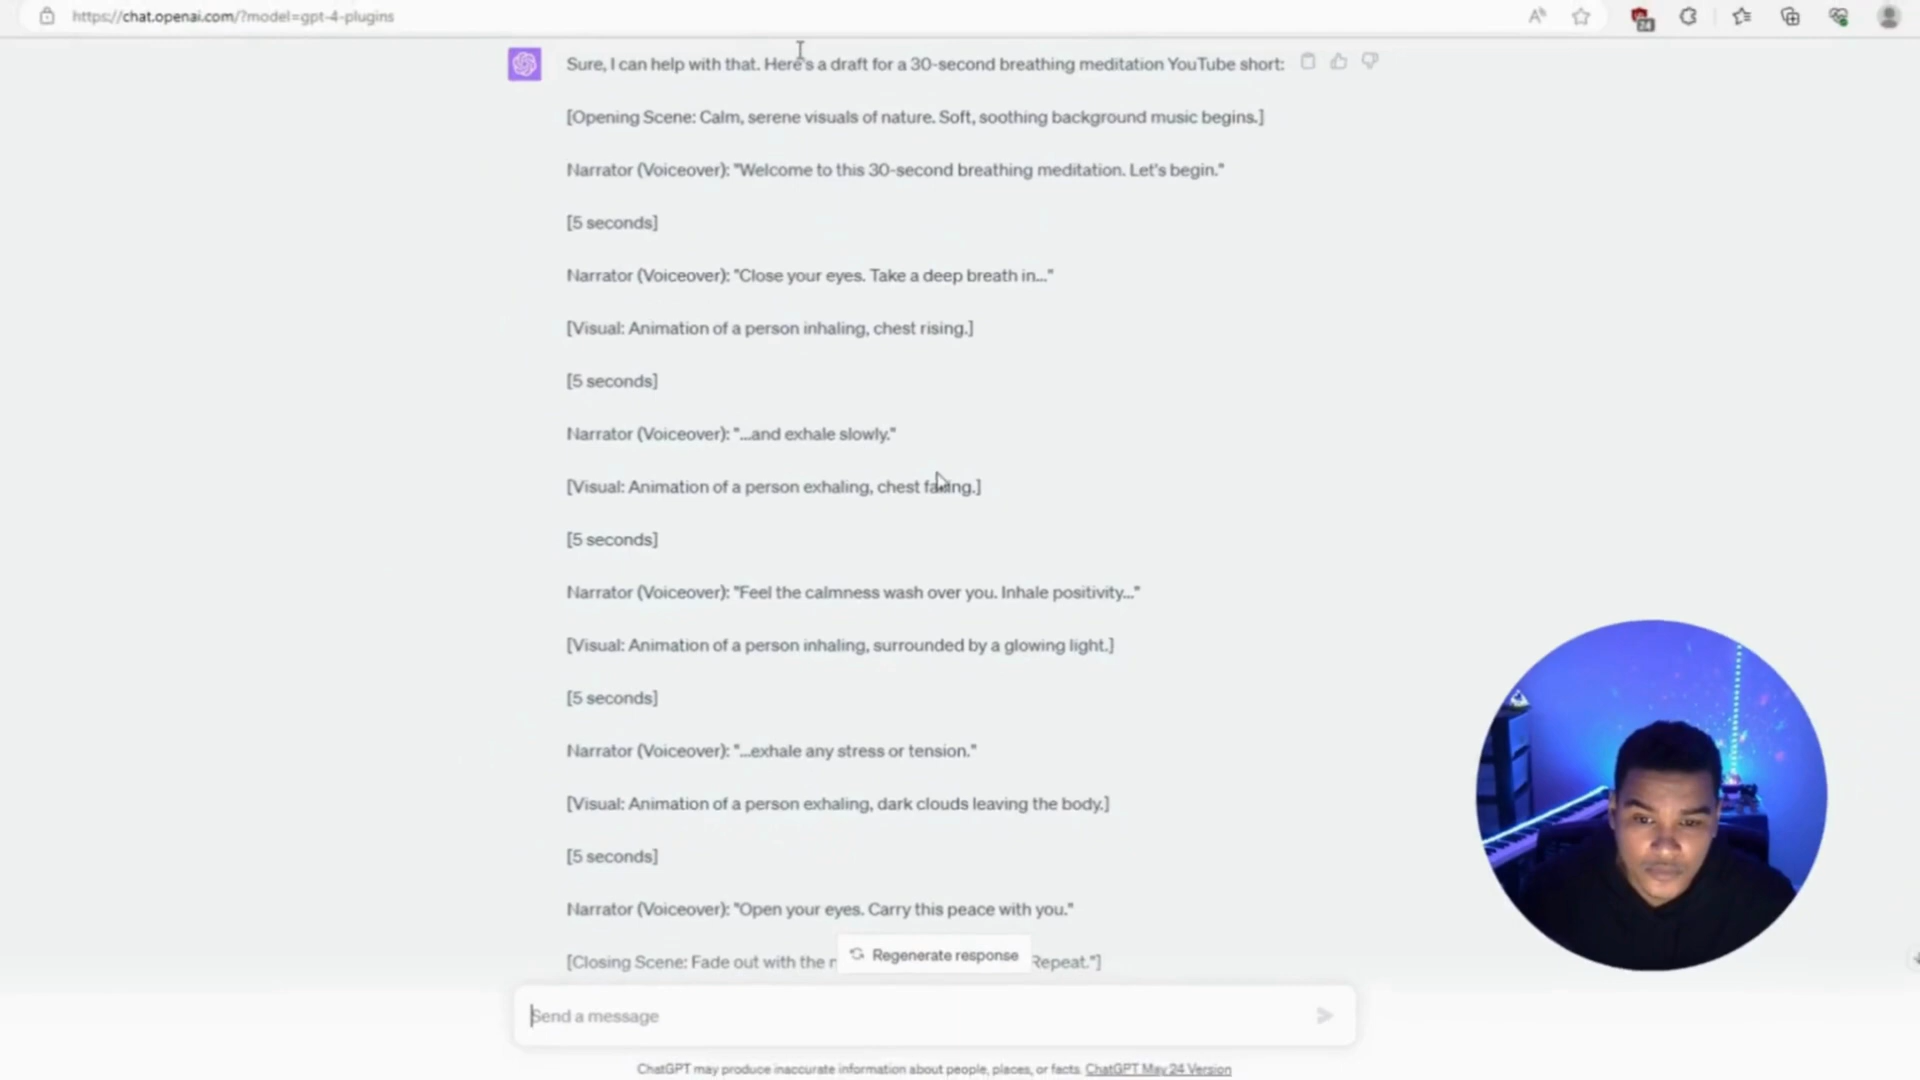 https://chat.openai.com/?model=gpt-4-plugins
24
Sure, I can help with that. Here's a draft for a 30-second breathing meditation YouTube short:
[Opening Scene: Calm, serene visuals of nature. Soft, soothing background music begins.]
Narrator (Voiceover): "Welcome to this 30-second breathing meditation. Let's begin."
[5 seconds]
Narrator (Voiceover): "Close your eyes. Take a deep breath in..."
[Visual: Animation of a person inhaling, chest rising.]
[5 seconds]
Narrator (Voiceover): "...and exhale slowly."
[Visual: Animation of a person exhaling, chest falling.]
[5 seconds]
Narrator (Voiceover): "Feel the calmness wash over you. Inhale positivity..."
[Visual: Animation of a person inhaling, surrounded by a glowing light.]
[5 seconds]
Narrator (Voiceover): "...exhale any stress or tension."
[Visual: Animation of a person exhaling, dark clouds leaving the body.]
[5 seconds]
Narrator (Voiceover): "Open your eyes. Carry this peace with you."
[Closing Scene: Fade out with the Repeat."]
Regenerate response
Send a message
ChatGPT may produce inaccurate information about people, places, or facts. ChatGPT May 24 Version